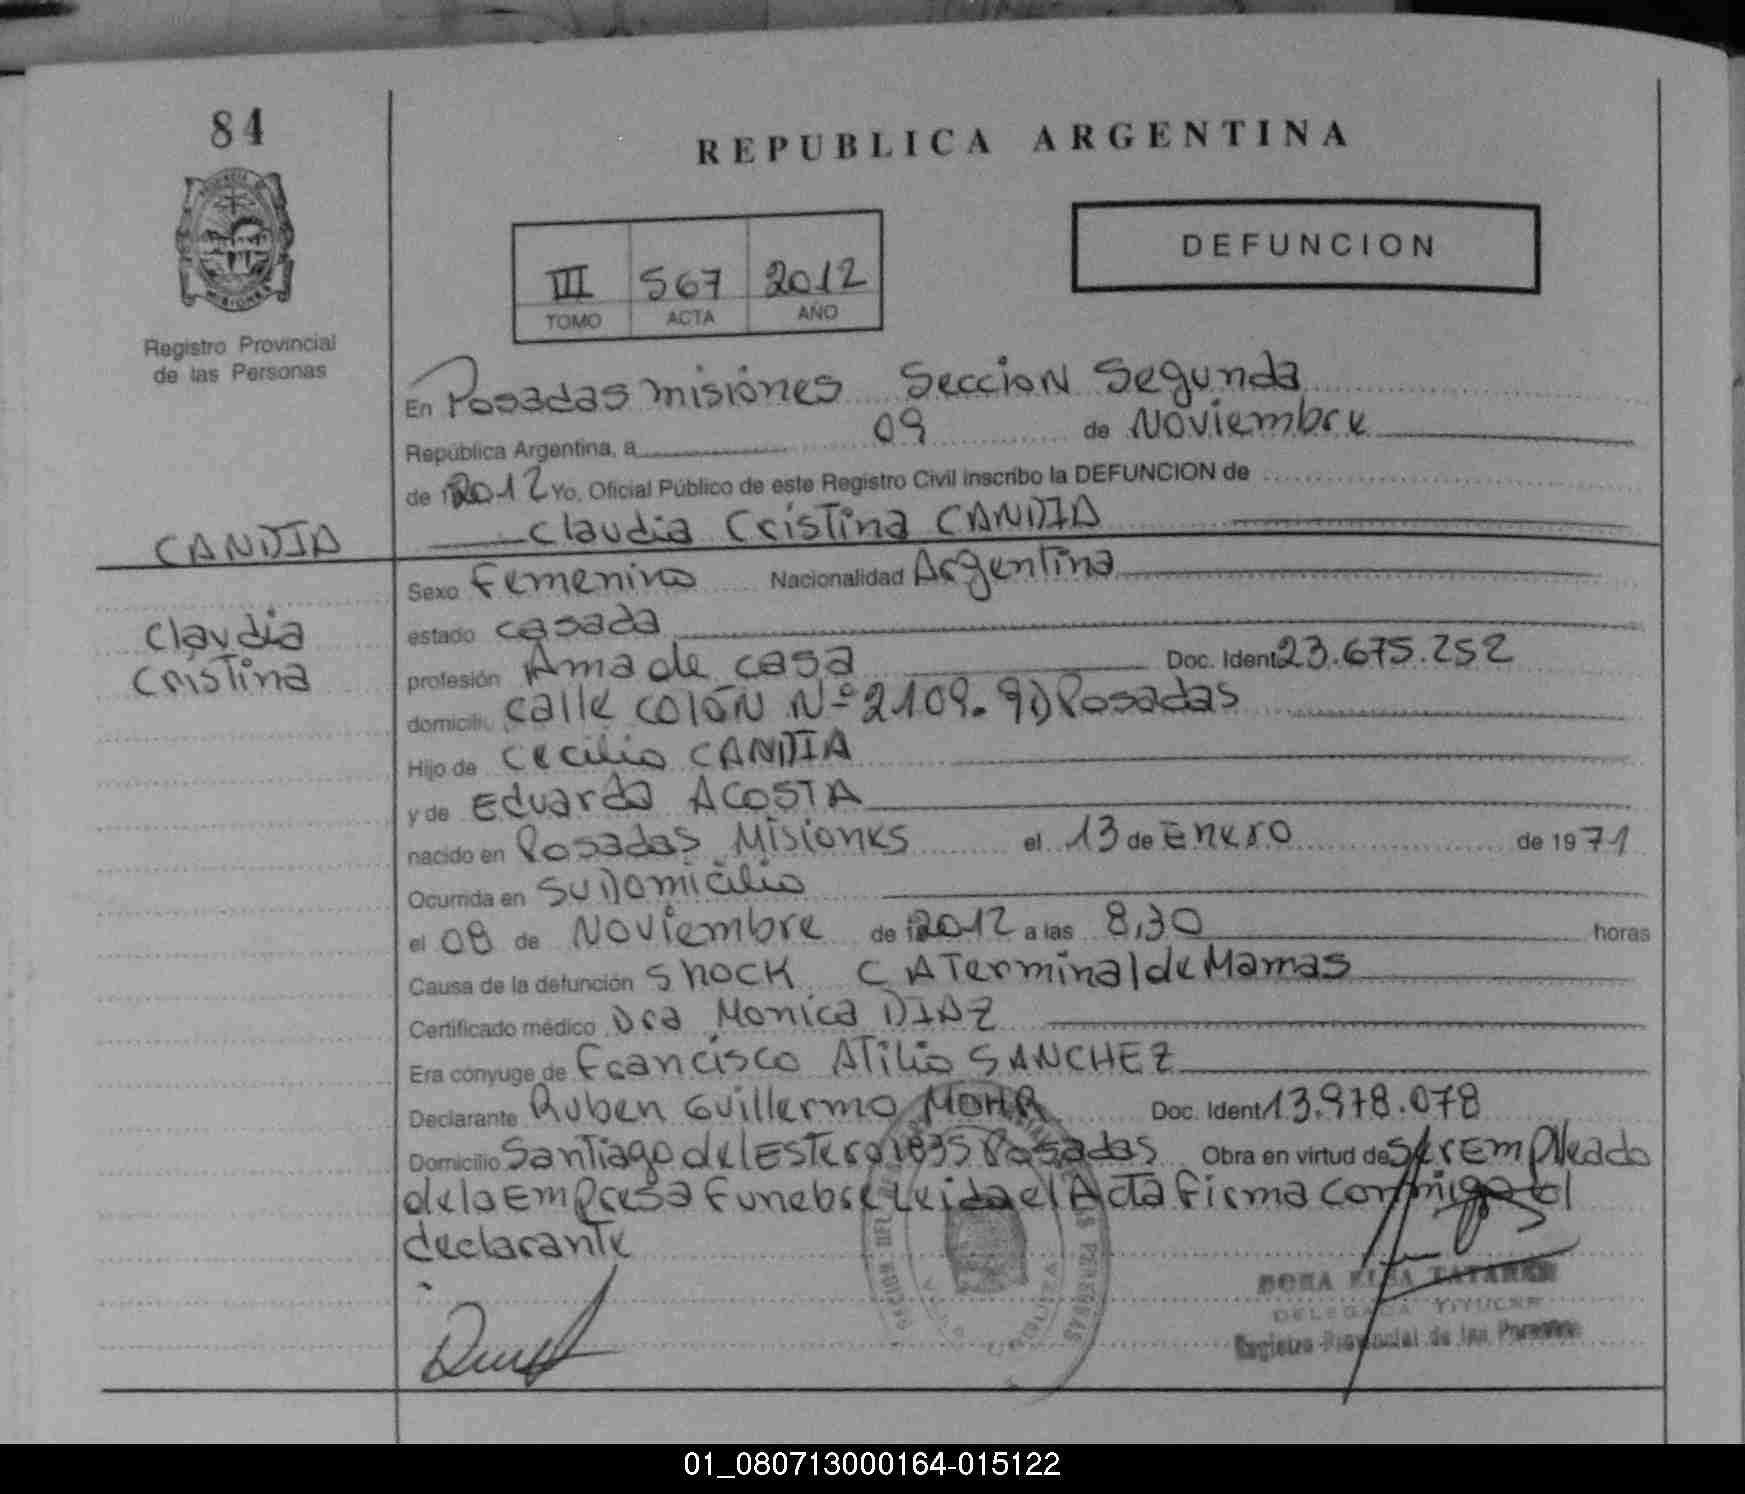 84
REPUBLICA ARGENTINA
DEFUNCION
III 567 2012
TOMO ACTA AÑO
Registro Provincial
de las Personas
En Posadas misiones Seccion Segunda
República Argentina, a 09 de Noviembre
de 2012 Yo, Oficial Público de este Registro Civil inscribo la DEFUNCION de
CANDIA
Claudia Cristina CANDIA
Sexo Femenino Nacionalidad Argentina
Claudia
Cristina
estado casada
profesión Ama de casa Doc. Ident 23.675.252
domicilio calle COLÓN Nº 2109. 9D Posadas
Hijo de Cecilio CANDIA
y de Eduarda ACOSTA
nacido en Posadas Misiones el 13 de Enero de 1971
Ocurrida en su Domicilio
el 08 de Noviembre de 2012 a las 8,30 horas
Causa de la defunción SHOCK C A Terminal de Mamas
Certificado médico Dra Monica DIAZ
Era cónyuge de Francisco Atilio SANCHEZ
Declarante Ruben Guillermo MOHR Doc. Ident 13.978.078
Domicilio Santiago del Estero 1835 Posadas Obra en virtud de ser Empleado
de la Empresa Funebre Leida el Acta Firma conmigo el
declarante
DORA ELSA
DELEGADA TITULAR
Registro Provincial de las Personas
01_080713000164-015122